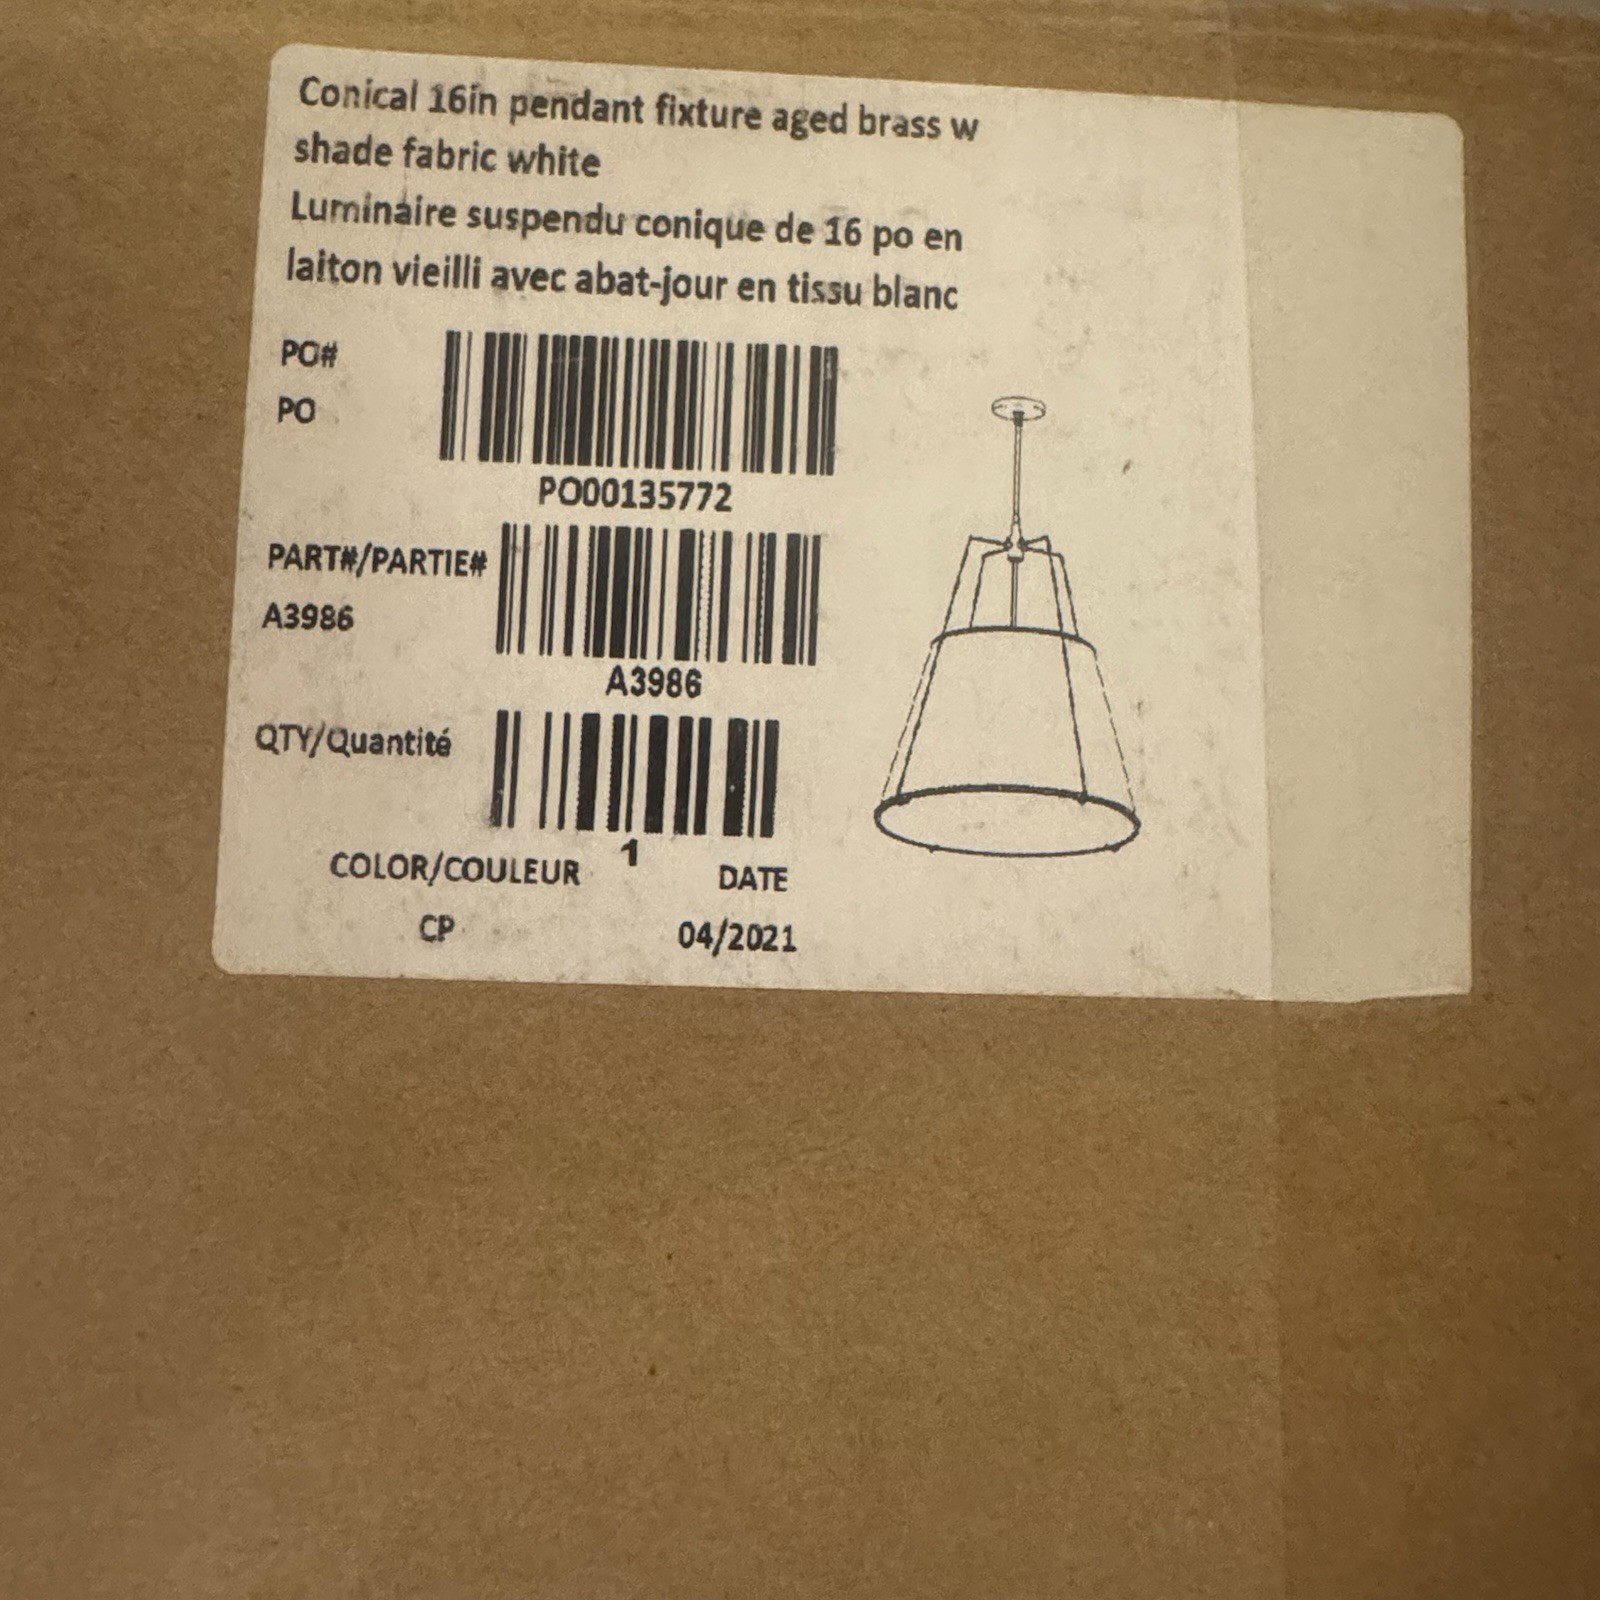 Conical 16in pendant fixture aged brass w
shade fabric white
Luminaire suspendu conique de 16 po en
laiton vieilli avec abat-jour en tissu blanc
PO#
PO
PO00135772
PART#/PARTIE#
A3986
A3986
QTY/Quantité
1
COLOR/COULEUR DATE
CP 04/2021